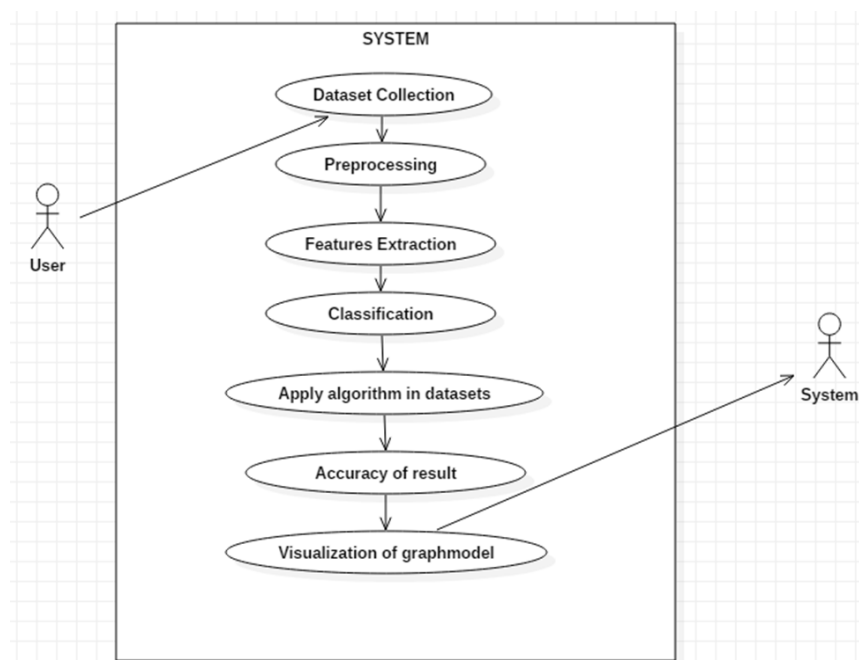 SYSTEM
Dataset Collection
Preprocessing
User
Features Extraction
Classification
System
Apply algorithm in datasets
Accuracy of result
Visualization of graphmodel